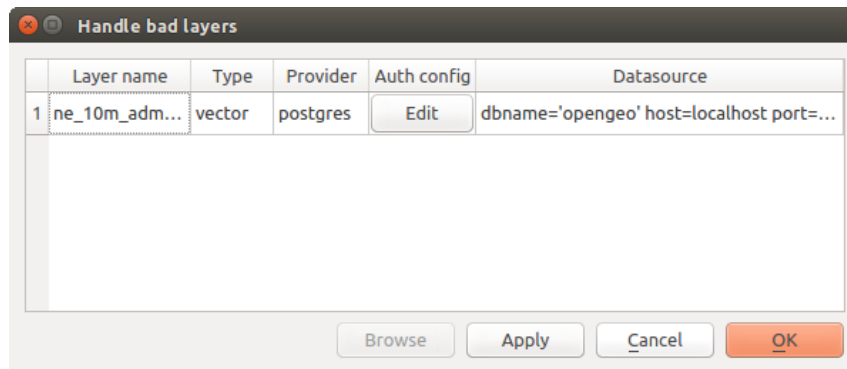 Handle bad layers
Layer name Type Provider Auth config Datasource
1 ne_10m_adm... vector postgres Edit dbname='opengeo' host=localhost port=...
Browse Apply Cancel OK